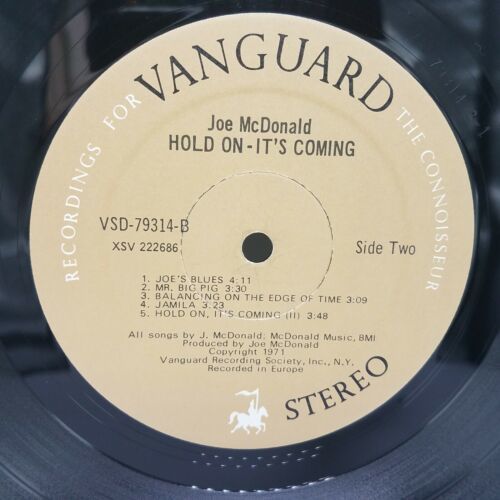 RECORDINGS FOR VANGUARD THE CONNOISSEUR
Joe McDonald
HOLD ON-IT'S COMING
VSD-79314-B
XSV 222686
Side Two
1. JOE'S BLUES 4:11
2. MR. BIG PIG 3:30
3. BALANCING ON THE EDGE OF TIME 3:09
4. JAMILA 3:23
5. HOLD ON, IT'S COMING (II) 3:48
All songs by J. McDonald; McDonald Music, BMI
Produced by Joe McDonald
Copyright 1971
Vanguard Recording Society, Inc., N.Y.
Recorded in Europe
STEREO